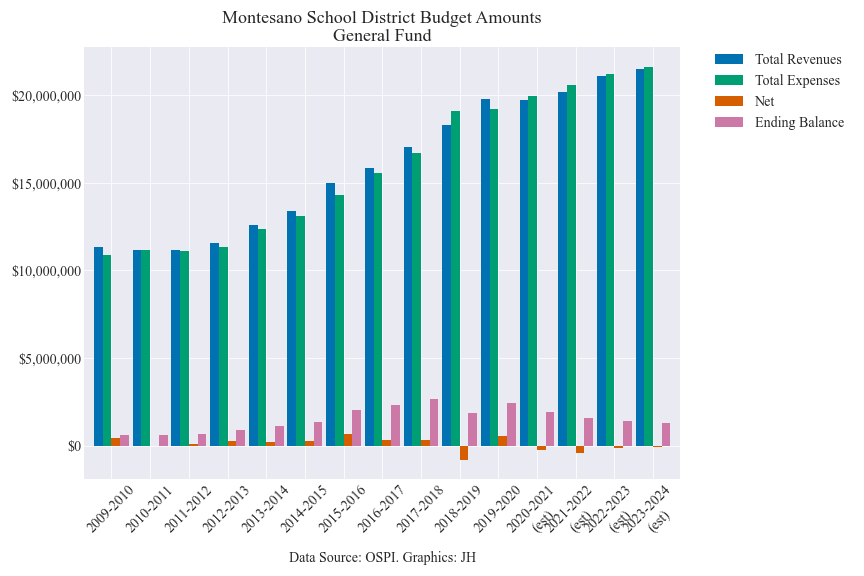 Montesano School District Budget Amounts
General Fund
Total Revenues
Total Expenses
Net
Ending Balance
$20,000,000
$15,000,000
$10,000,000
$5,000,000
$0
2009-2010
2010-2011
2011-2012
2012-2013
2013-2014
2014-2015
2015-2016
2016-2017
2017-2018
2018-2019
2019-2020
2020-2021
(est)
2021-2022
(est)
2022-2023
(est)
2023-2024
(est)
Data Source: OSPI. Graphics: JH